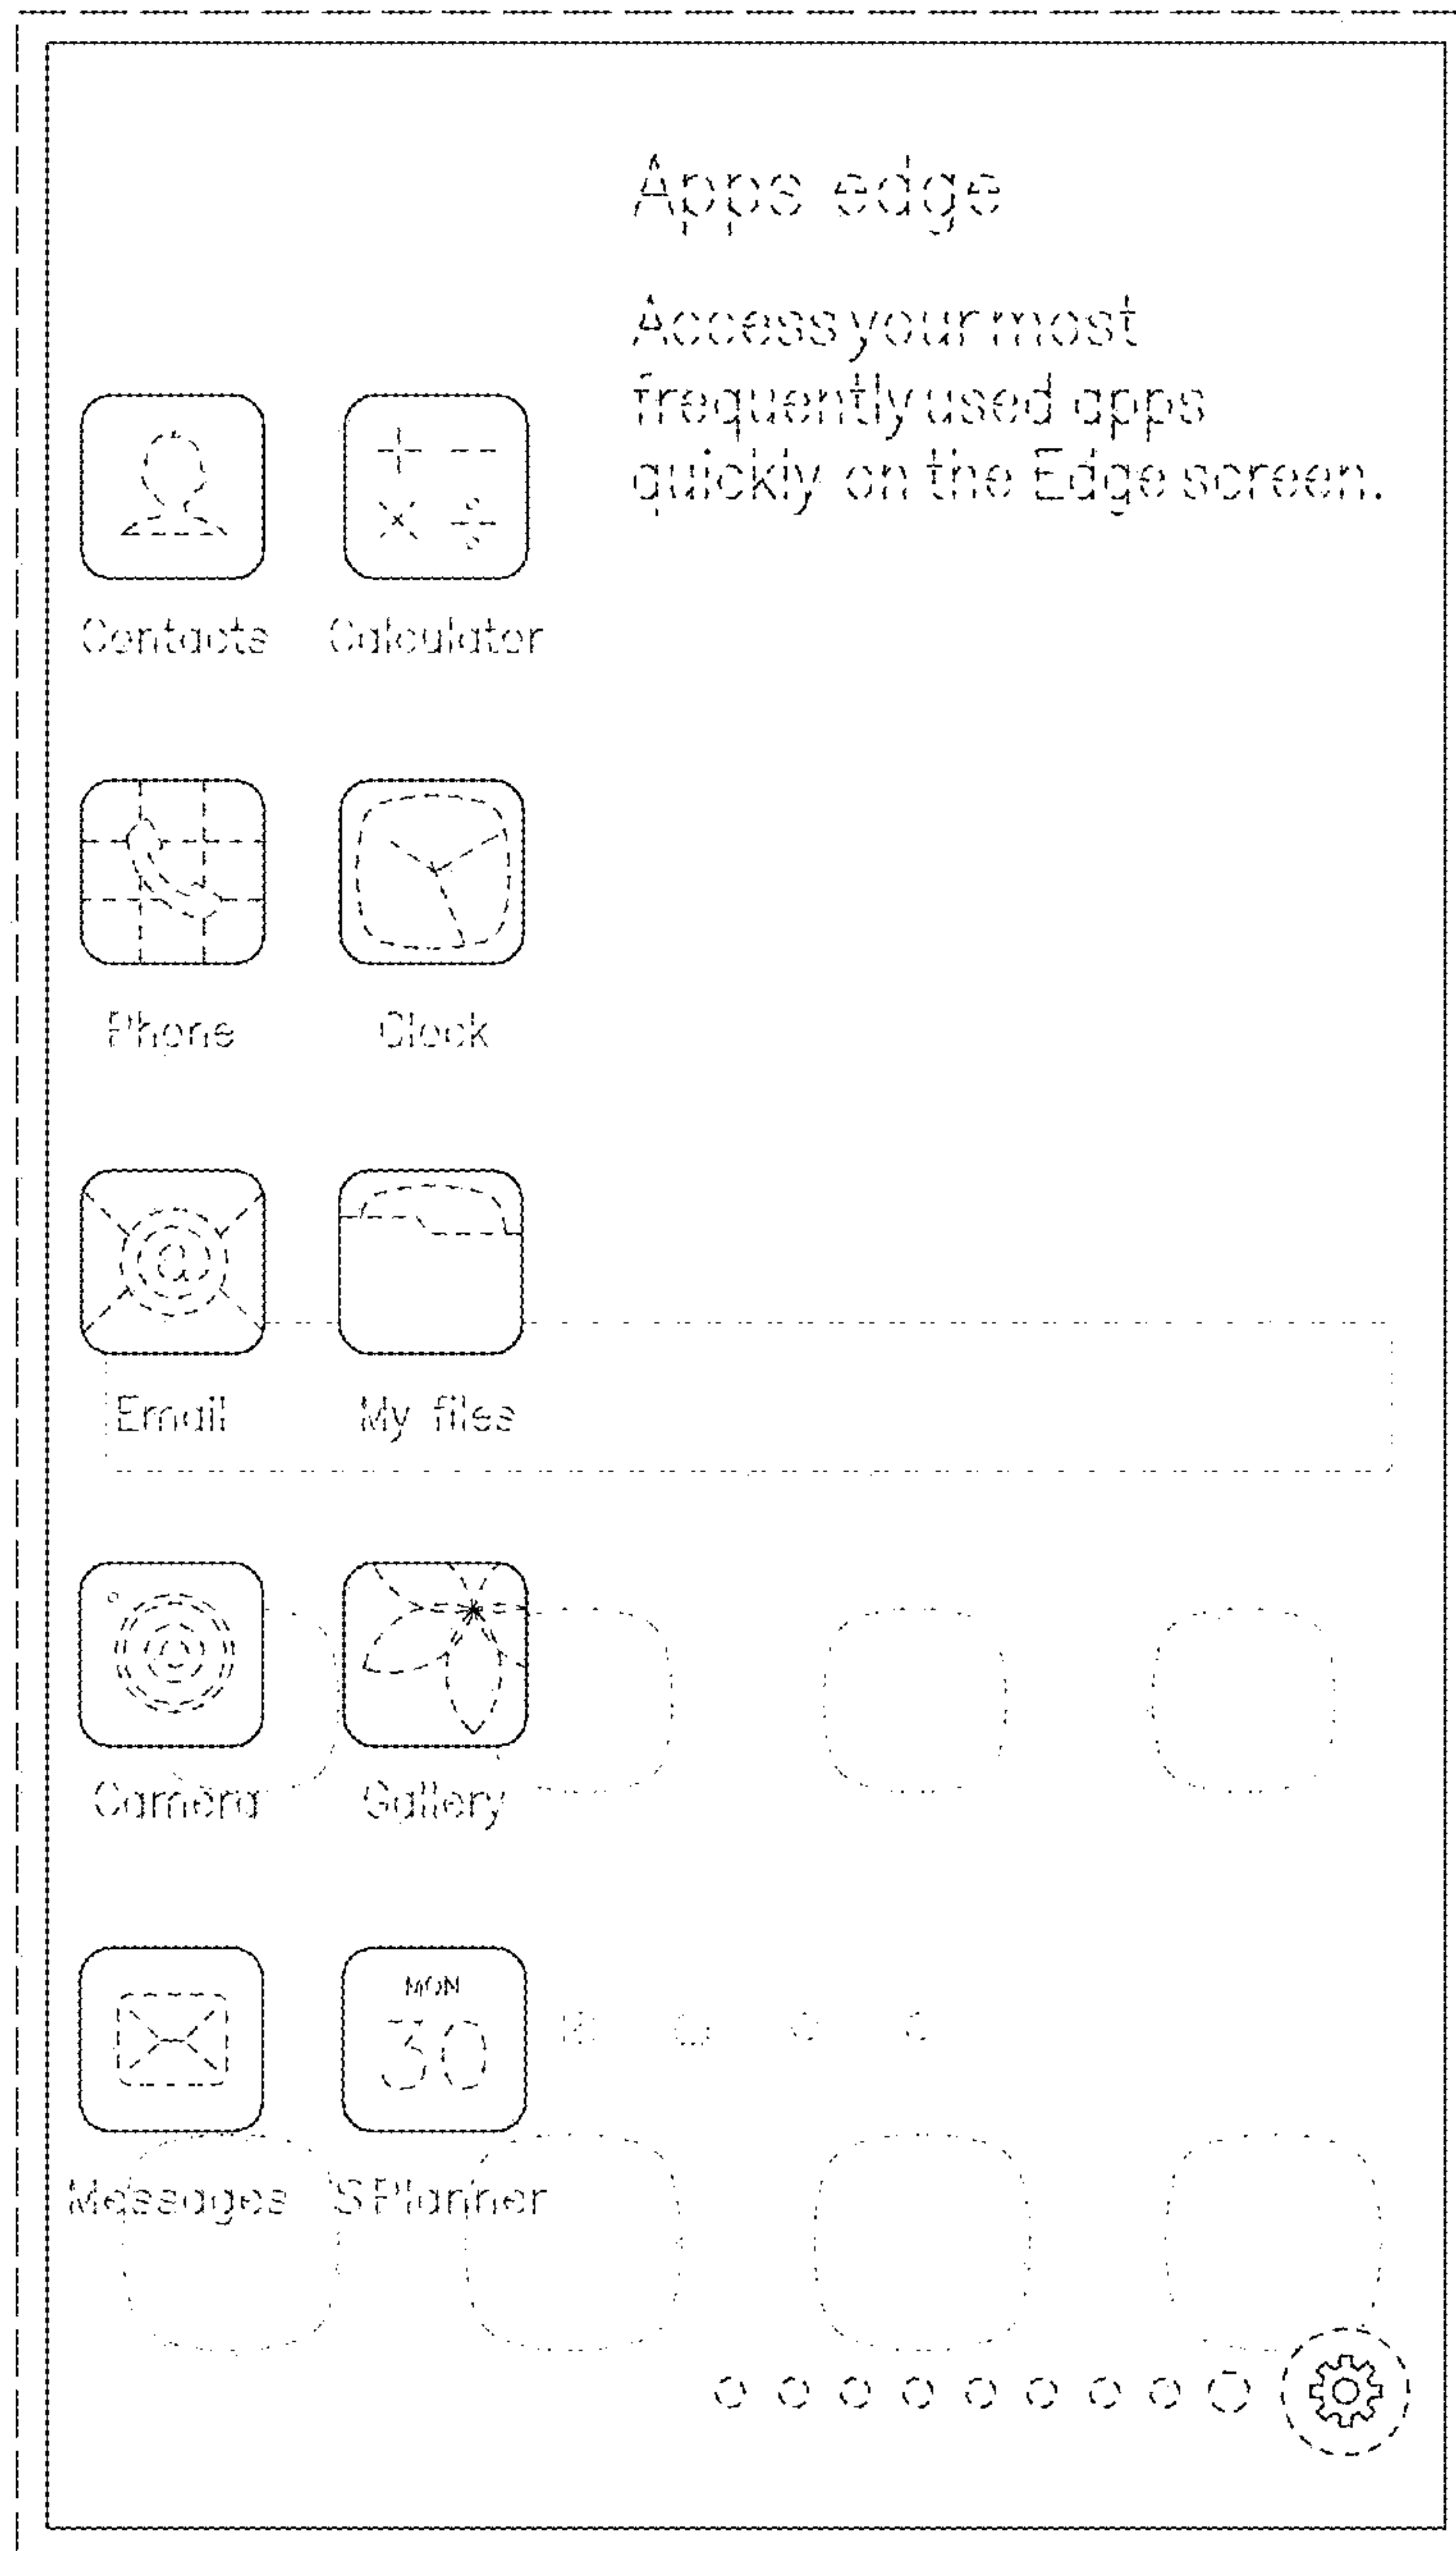 Apps edge
Access your most
frequently used apps
quickly on the Edge screen.
Contacts Calculator
Phone Clock
@
Email My files
Camera Gallery
MON
30
Messages S Planner